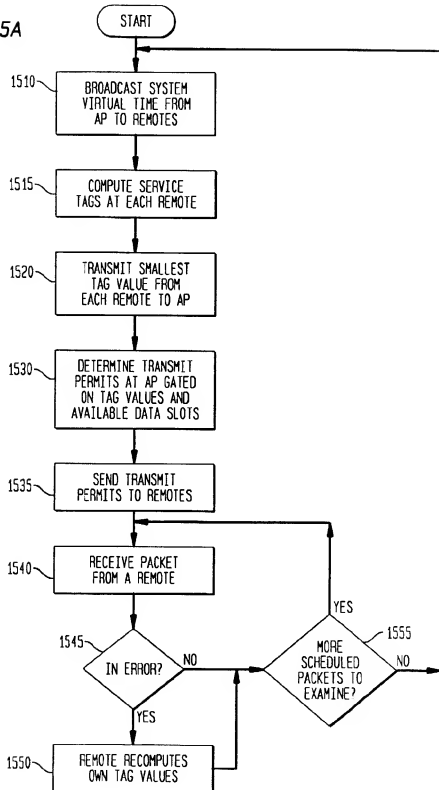 5A
START
1510
BROADCAST SYSTEM
VIRTUAL TIME FROM
AP TO REMOTES
1515
COMPUTE SERVICE
TAGS AT EACH REMOTE
1520
TRANSMIT SMALLEST
TAG VALUE FROM
EACH REMOTE TO AP
1530
DETERMINE TRANSMIT
PERMITS AT AP GATED
ON TAG VALUES AND
AVAILABLE DATA SLOTS
1535
SEND TRANSMIT
PERMITS TO REMOTES
1540
RECEIVE PACKET
FROM A REMOTE
1545
IN ERROR?
NO
YES
1550
REMOTE RECOMPUTES
OWN TAG VALUES
YES
1555
MORE
SCHEDULED
PACKETS TO
EXAMINE?
NO